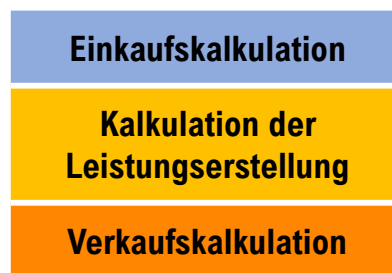 Einkaufskalkulation
Kalkulation der
Leistungserstellung
Verkaufskalkulation